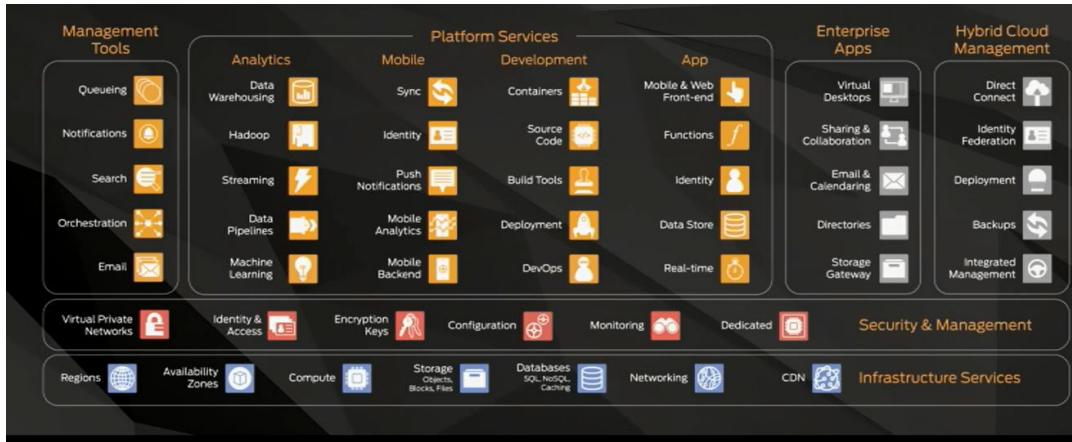 Management
Tools
Queueing
Notifications
Search
Orchestration
Email
Platform Services
Analytics
Data
Warehousing
Hadoop
Streaming
Data
Pipelines
Machine
Learning
Mobile
Sync
Identity
Push
Notifications
Mobile
Analytics
Mobile
Backend
Development
Containers
Source
Code
Build Tools
Deployment
DevOps
App
Mobile & Web
Front-end
Functions
Identity
Data Store
Real-time
Enterprise
Apps
Virtual
Desktops
Sharing &
Collaboration
Email &
Calendaring
Directories
Storage
Gateway
Hybrid Cloud
Management
Direct
Connect
Identity
Federation
Deployment
Backups
Integrated
Management
Virtual Private
Networks
Identity &
Access
Encryption
Keys
Configuration
Monitoring
Dedicated
Security & Management
Regions
Availability
Zones
Compute
Storage
Objects,
Blocks, Files
Databases
SQL, NoSQL,
Caching
Networking
CDN
Infrastructure Services